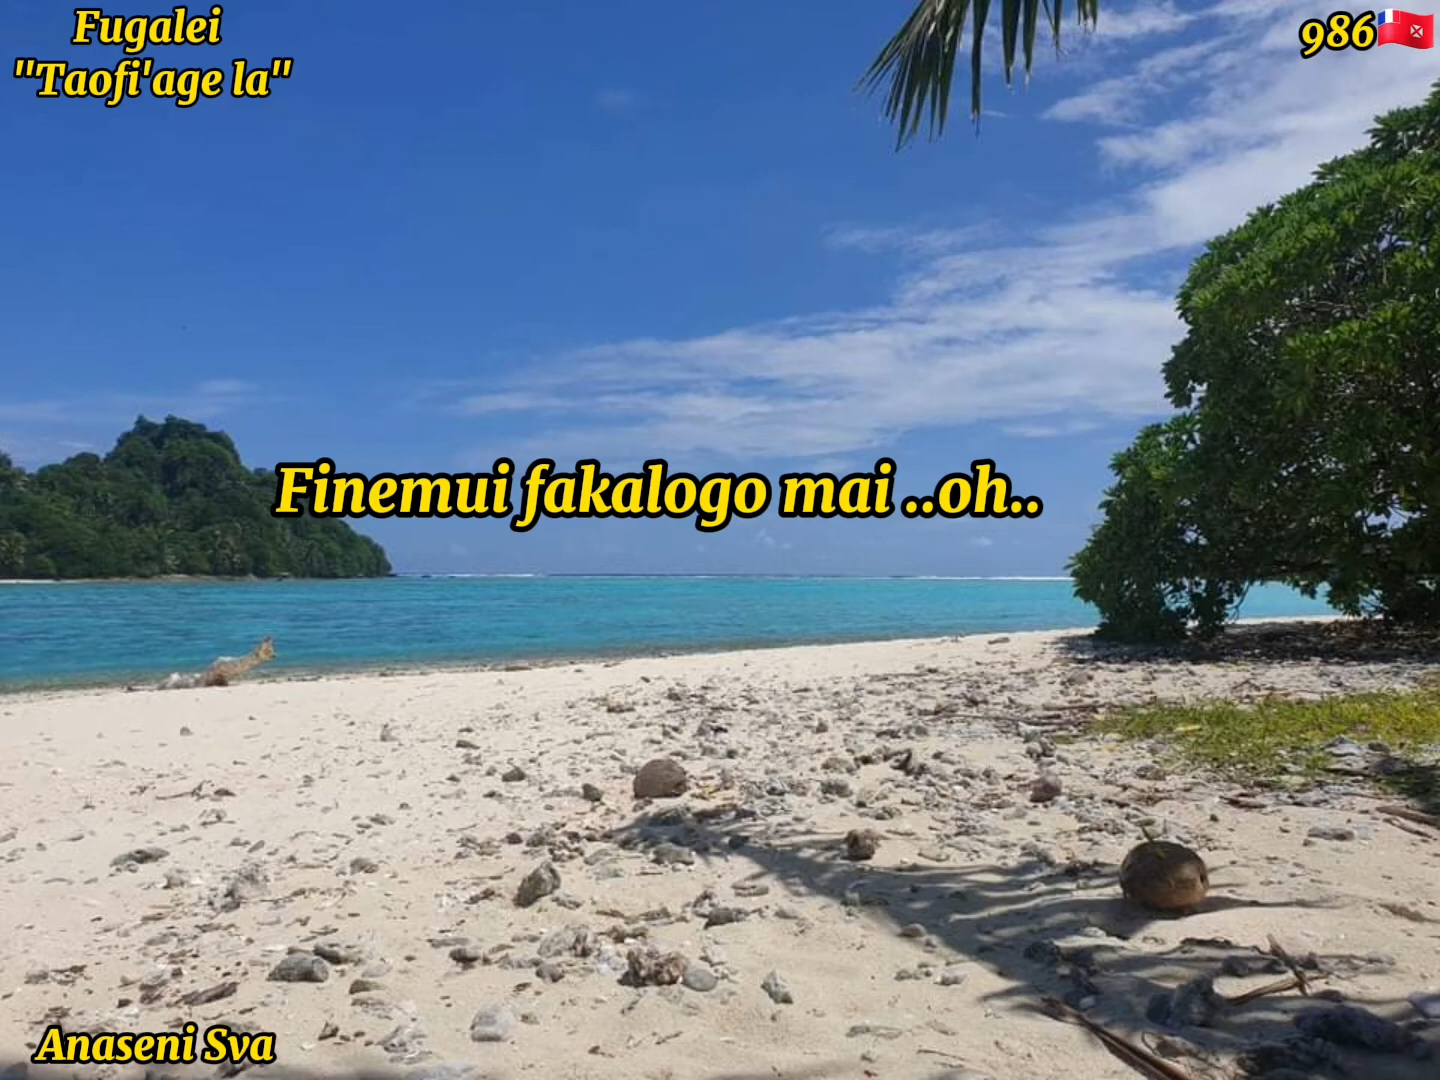 Fugalei
"Taofi'age la"
986
Finemui fakalogo mai ..oh..
Anaseni Sva